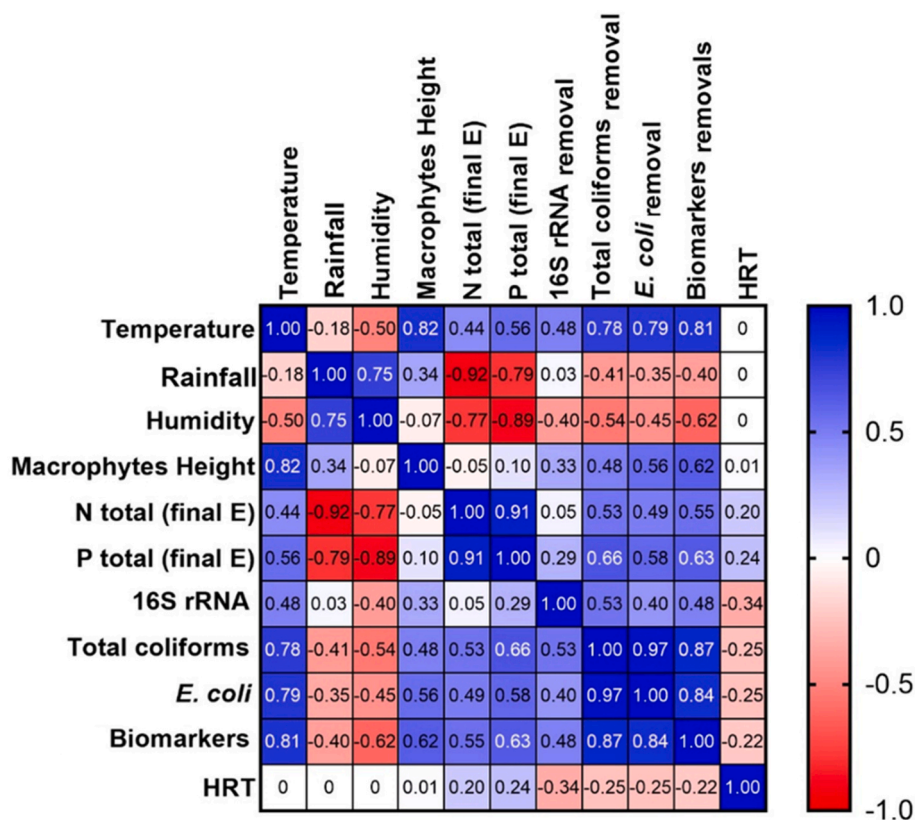 Temperature
Rainfall
Humidity
Macrophytes Height
N total (final E)
P total (final E)
16S rRNA removal
Total coliforms removal
E. coli removal
Biomarkers removals
HRT
Temperature 1.00 -0.18 -0.50 0.82 0.44 0.56 0.48 0.78 0.79 0.81 0
Rainfall -0.18 1.00 0.75 0.34 -0.92 -0.79 0.03 -0.41 -0.35 -0.40 0
Humidity -0.50 0.75 1.00 -0.07 -0.77 -0.89 -0.40 -0.54 -0.45 -0.62 0
Macrophytes Height 0.82 0.34 -0.07 1.00 -0.05 0.10 0.33 0.48 0.56 0.62 0.01
N total (final E) 0.44 -0.92 -0.77 -0.05 1.00 0.91 0.05 0.53 0.49 0.55 0.20
P total (final E) 0.56 -0.79 -0.89 0.10 0.91 1.00 0.29 0.66 0.58 0.63 0.24
16S rRNA 0.48 0.03 -0.40 0.33 0.05 0.29 1.00 0.53 0.40 0.48 -0.34
Total coliforms 0.78 -0.41 -0.54 0.48 0.53 0.66 0.53 1.00 0.97 0.87 -0.25
E. coli 0.79 -0.35 -0.45 0.56 0.49 0.58 0.40 0.97 1.00 0.84 -0.25
Biomarkers 0.81 -0.40 -0.62 0.62 0.55 0.63 0.48 0.87 0.84 1.00 -0.22
HRT 0 0 0 0.01 0.20 0.24 -0.34 -0.25 -0.25 -0.22 1.00
1.0
0.5
0
-0.5
-1.0